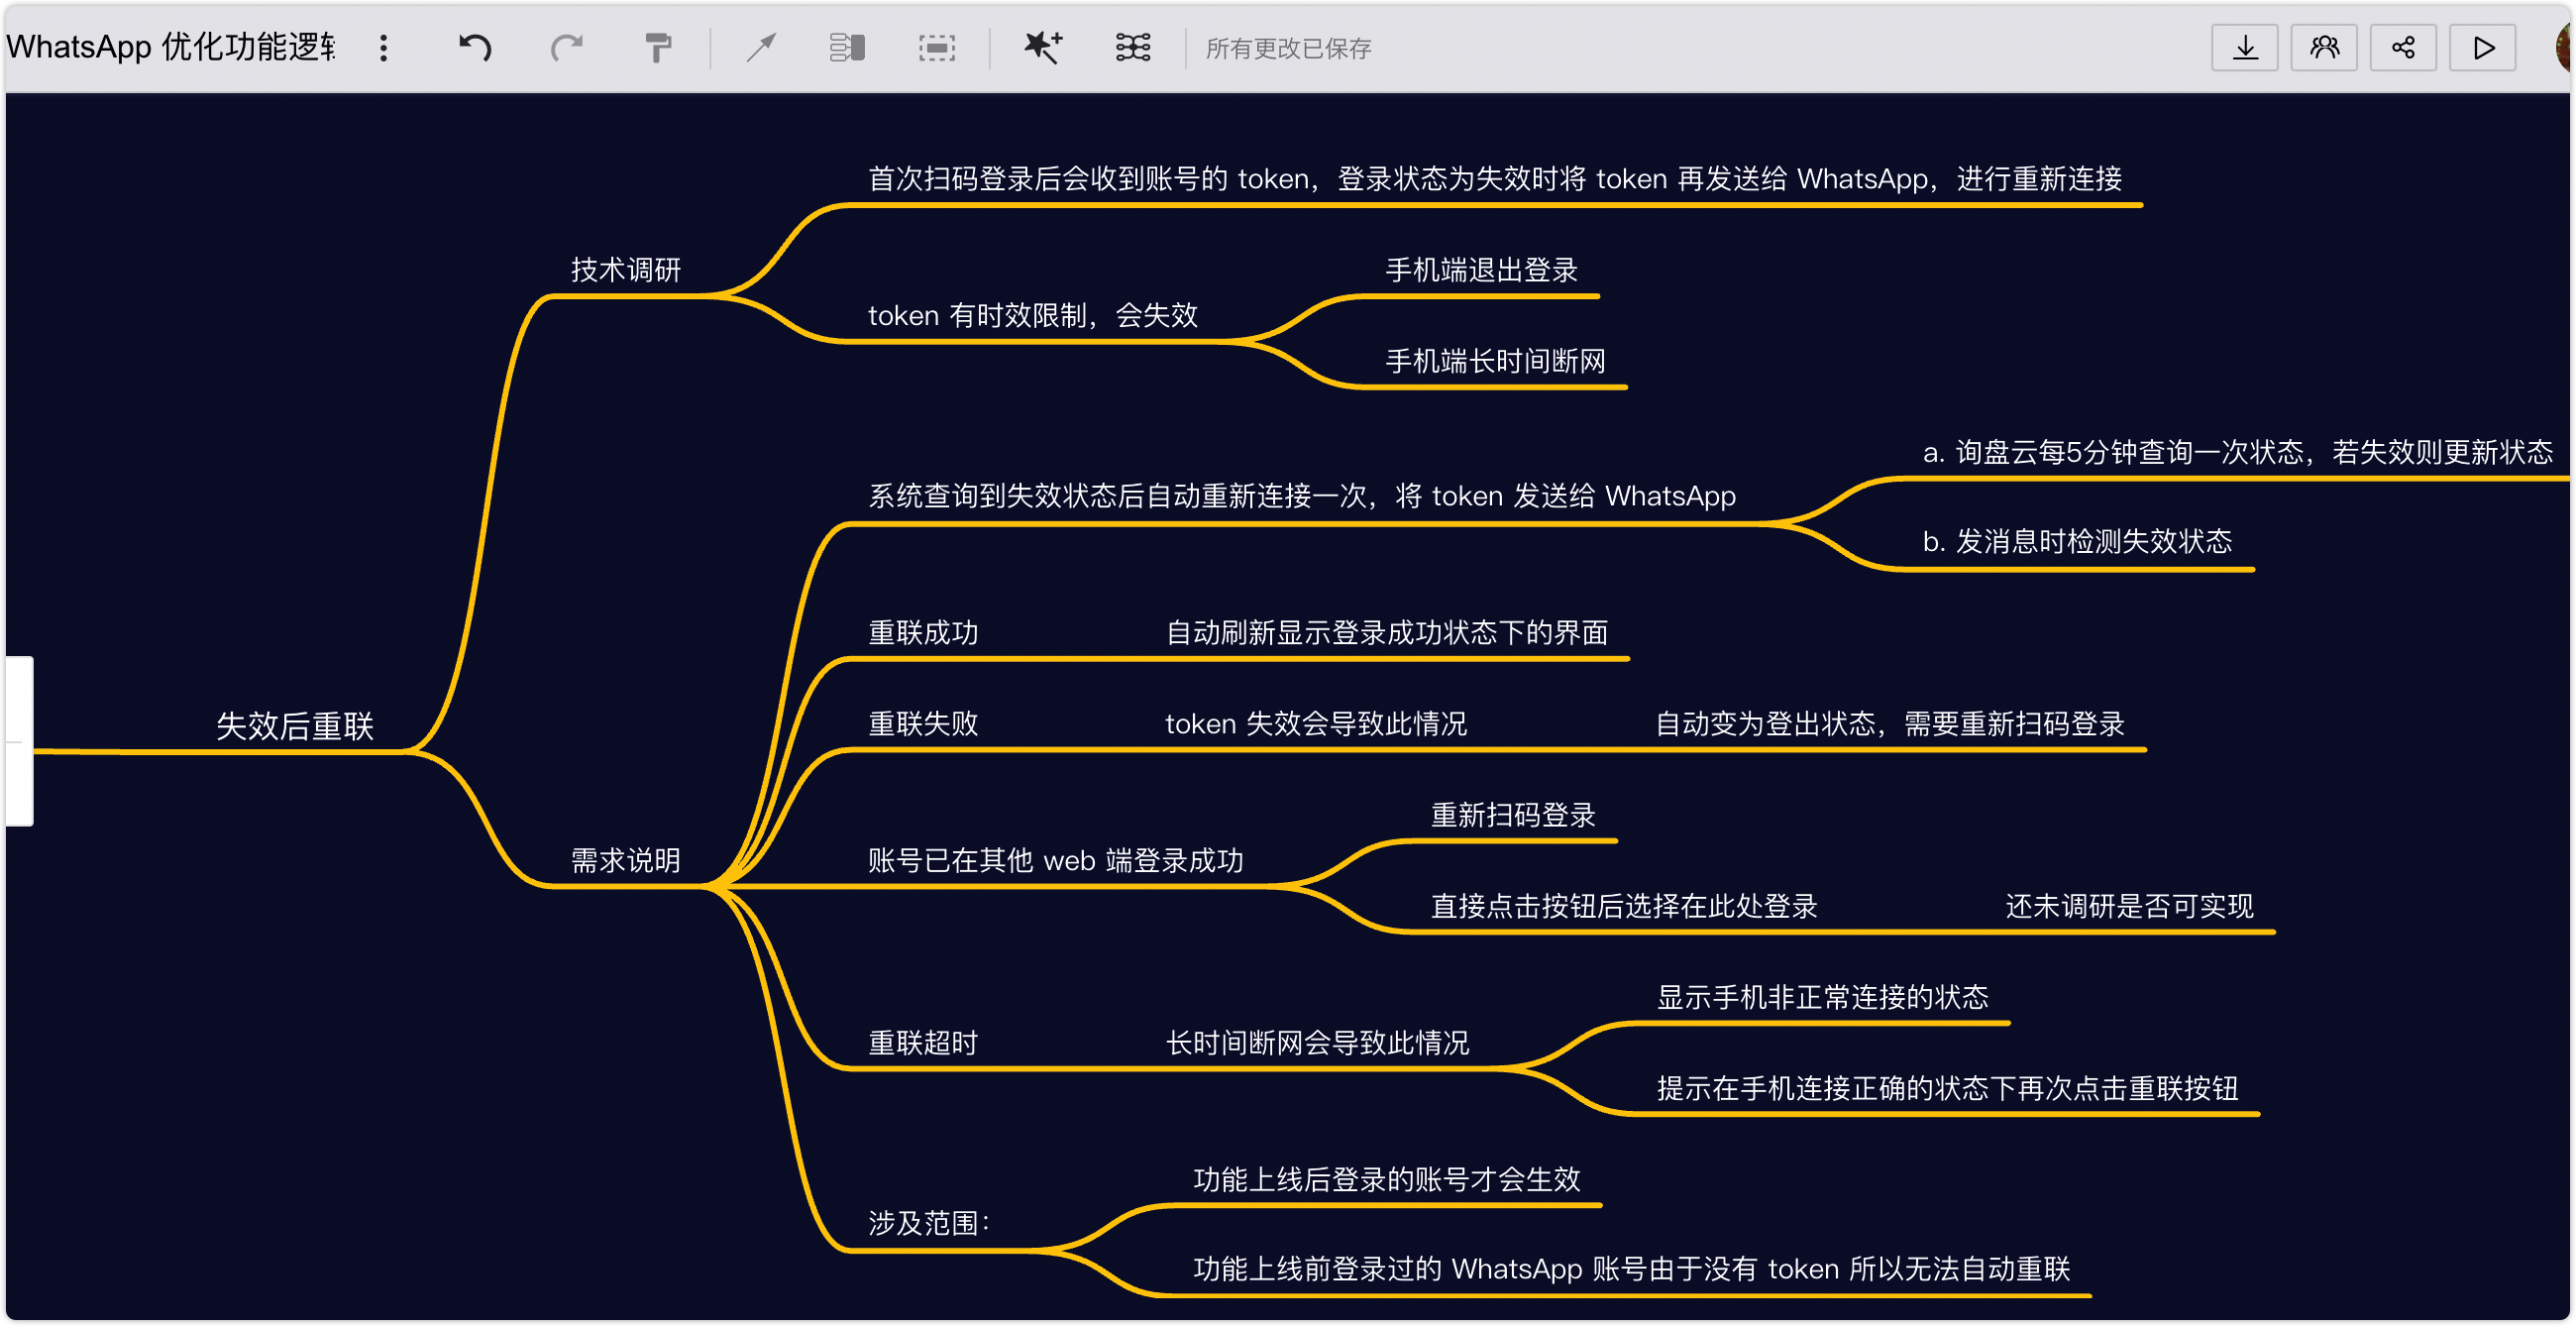 WhatsApp 优化功能逻辑
所有更改已保存
首次扫码登录后会收到账号的 token，登录状态为失效时将 token 再发送给 WhatsApp，进行重新连接
技术调研
手机端退出登录
token 有时效限制，会失效
手机端长时间断网
a. 询盘云每5分钟查询一次状态，若失效则更新状态
系统查询到失效状态后自动重新连接一次，将 token 发送给 WhatsApp
b. 发消息时检测失效状态
重联成功
自动刷新显示登录成功状态下的界面
失效后重联
重联失败
token 失效会导致此情况
自动变为登出状态，需要重新扫码登录
重新扫码登录
需求说明
账号已在其他 web 端登录成功
直接点击按钮后选择在此处登录
还未调研是否可实现
显示手机非正常连接的状态
重联超时
长时间断网会导致此情况
提示在手机连接正确的状态下再次点击重联按钮
功能上线后登录的账号才会生效
涉及范围：
功能上线前登录过的 WhatsApp 账号由于没有 token 所以无法自动重联